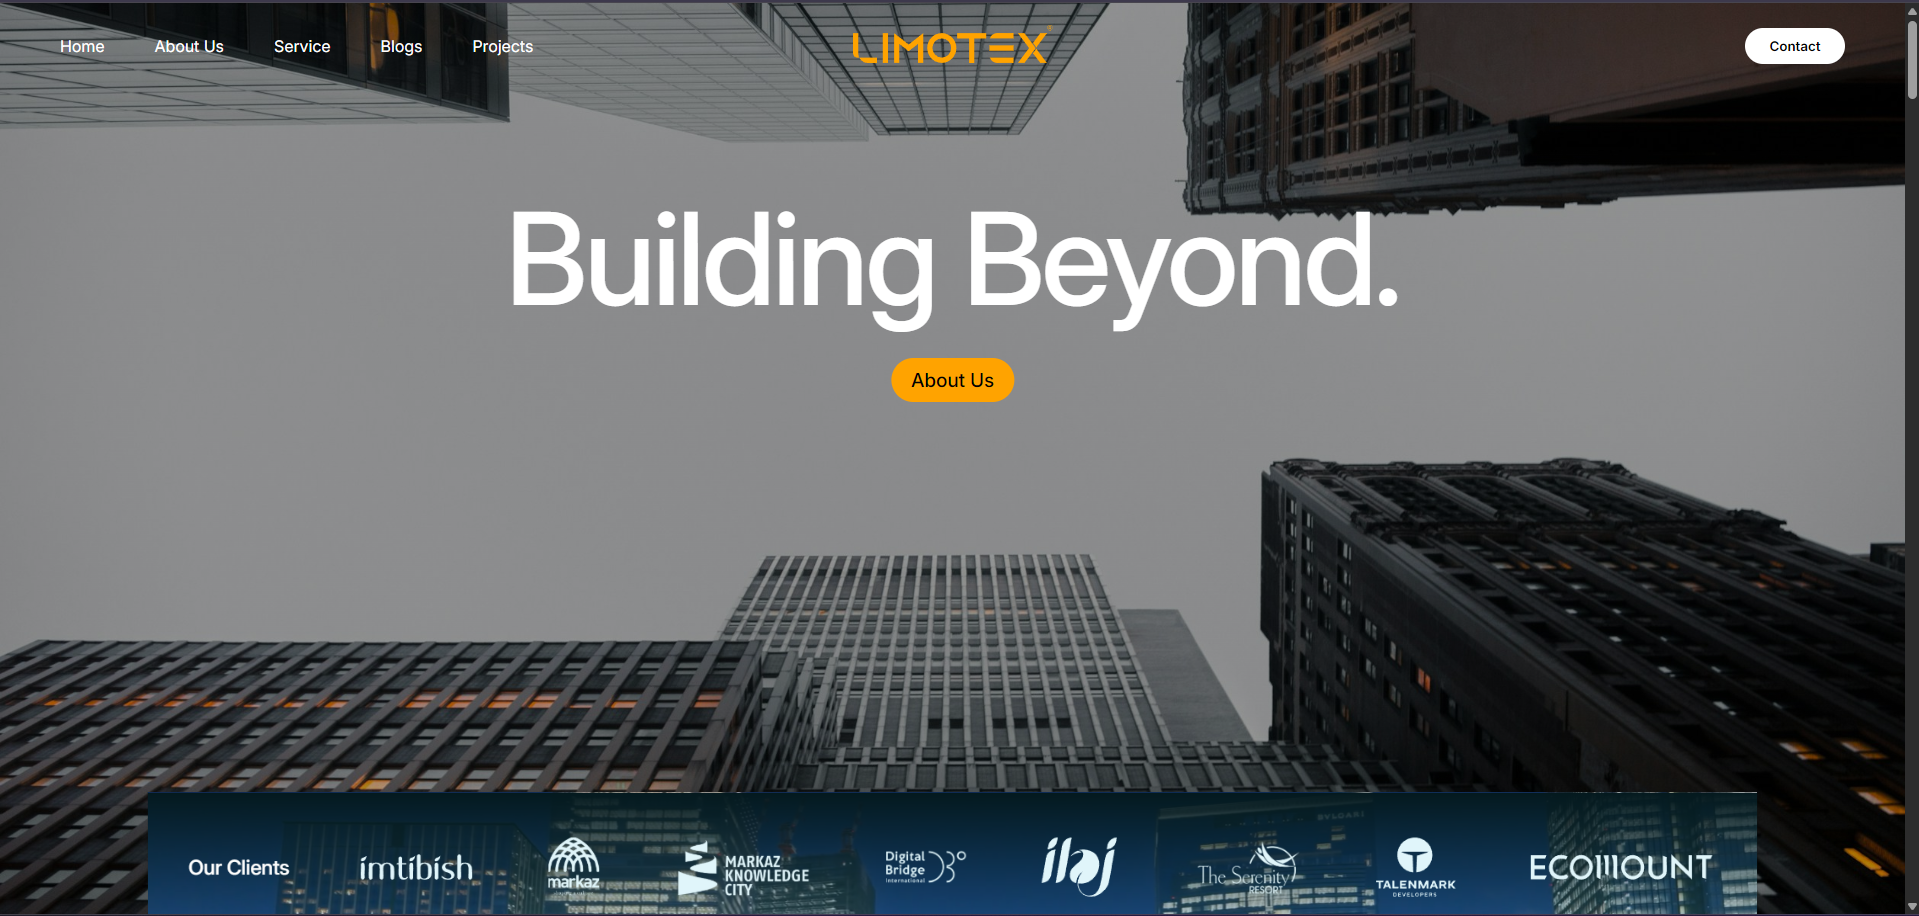 Home
About Us
Service
Blogs
Projects
LIMOTEX
Contact
Building Beyond.
About Us
Our Clients
imtibish
markaz
MARKAZ
KNOWLEDGE
CITY
Digital
Bridge
International
ilaj
The Serenity
RESORT
TALENMARK
DEVELOPERS
ECOMOUNT
BVLGARI